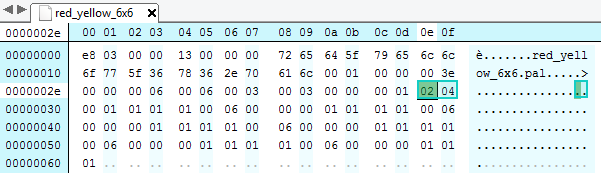 red_yellow_6x6
0000002e 00 01 02 03 04 05 06 07 08 09 0a 0b 0c 0d 0e 0f
00000000 e8 03 00 00 13 00 00 00 72 65 64 5f 79 65 6c 6c è.......red_yell
00000010 6f 77 5f 36 78 36 2e 70 61 6c 00 01 00 00 00 3e ow_6x6.pal.....>
0000002e 00 00 00 06 00 06 00 03 00 03 00 00 00 01 02 04 ................
00000030 00 01 01 01 01 00 06 00 00 00 01 01 01 01 00 06 ................
00000040 00 00 00 01 01 01 01 00 06 00 00 00 00 01 01 01 ................
00000050 00 06 00 00 00 01 01 01 01 00 06 00 00 00 01 01 ................
00000060 01 .. .. .. .. .. .. .. .. .. .. .. .. .. .. .. ................